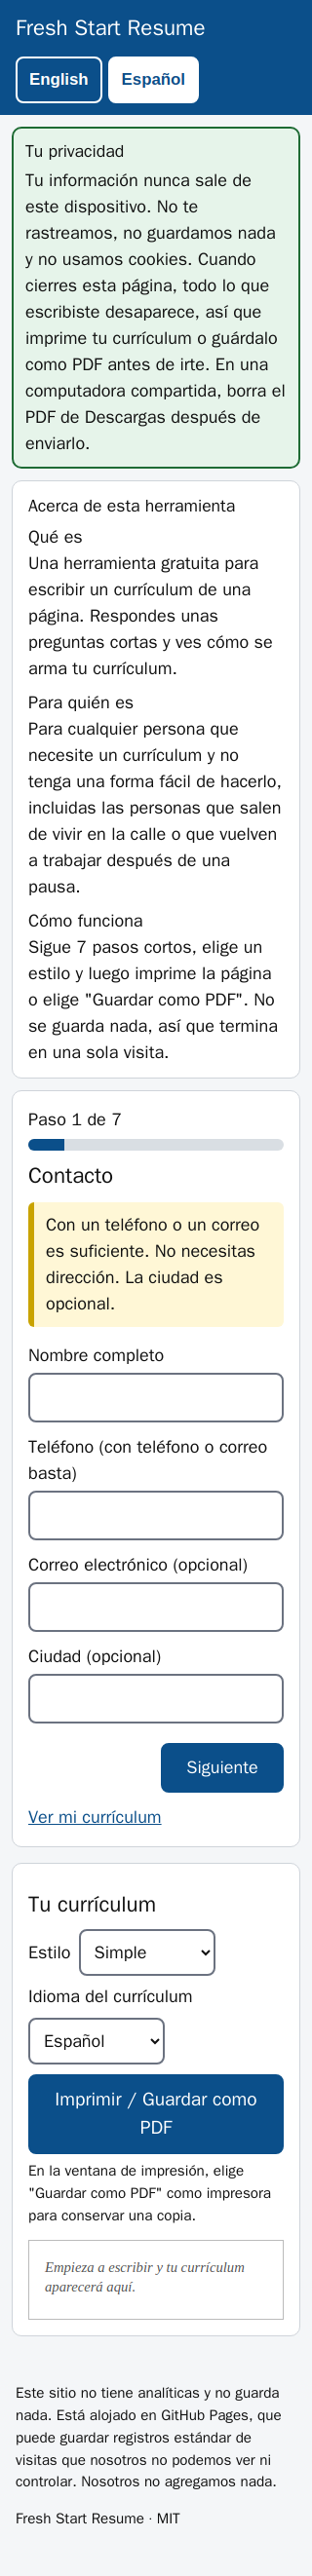 Fresh Start Resume
English
Español
Tu privacidad
Tu información nunca sale de
este dispositivo. No te
rastreamos, no guardamos nada
y no usamos cookies. Cuando
cierres esta página, todo lo que
escribiste desaparece, así que
imprime tu currículum o guárdalo
como PDF antes de irte. En una
computadora compartida, borra el
PDF de Descargas después de
enviarlo.
Acerca de esta herramienta
Qué es
Una herramienta gratuita para
escribir un currículum de una
página. Respondes unas
preguntas cortas y ves cómo se
arma tu currículum.
Para quién es
Para cualquier persona que
necesite un currículum y no
tenga una forma fácil de hacerlo,
incluidas las personas que salen
de vivir en la calle o que vuelven
a trabajar después de una
pausa.
Cómo funciona
Sigue 7 pasos cortos, elige un
estilo y luego imprime la página
o elige "Guardar como PDF". No
se guarda nada, así que termina
en una sola visita.
Paso 1 de 7
Contacto
Con un teléfono o un correo
es suficiente. No necesitas
dirección. La ciudad es
opcional.
Nombre completo
Teléfono (con teléfono o correo
basta)
Correo electrónico (opcional)
Ciudad (opcional)
Siguiente
Ver mi currículum
Tu currículum
Estilo Simple
Idioma del currículum
Español
Imprimir / Guardar como
PDF
En la ventana de impresión, elige
"Guardar como PDF" como impresora
para conservar una copia.
Empieza a escribir y tu currículum
aparecerá aquí.
Este sitio no tiene analíticas y no guarda
nada. Está alojado en GitHub Pages, que
puede guardar registros estándar de
visitas que nosotros no podemos ver ni
controlar. Nosotros no agregamos nada.
Fresh Start Resume · MIT